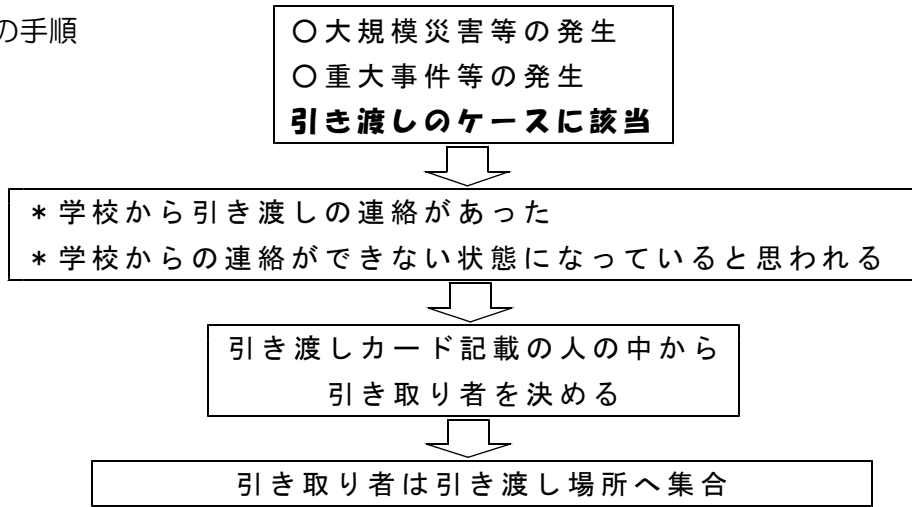 の手順
○大規模災害等の発生
○重大事件等の発生
引き渡しのケースに該当
＊学校から引き渡しの連絡があった
＊学校からの連絡ができない状態になっていると思われる
引き渡しカード記載の人の中から
引き取り者を決める
引き取り者は引き渡し場所へ集合